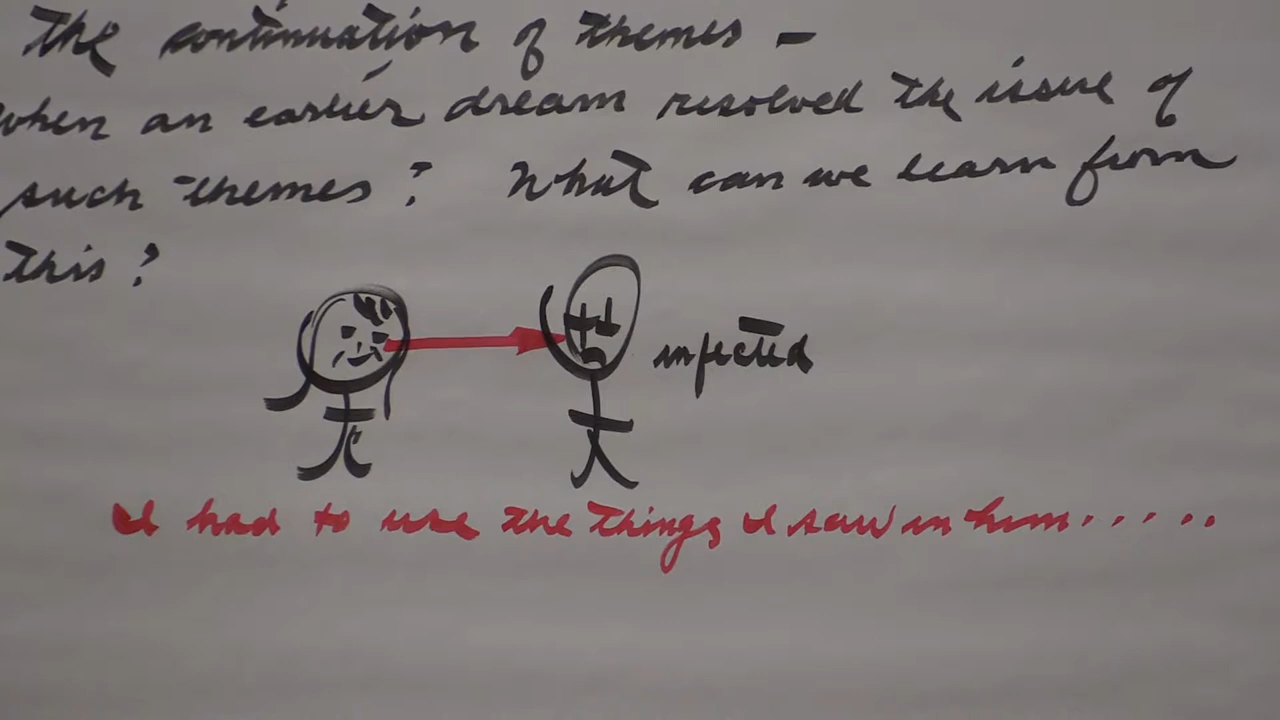 The continuation of themes -
when an earlier dream resolved the issue of
such themes? What can we learn from
this?
infected
I had to use the things I saw in him.....